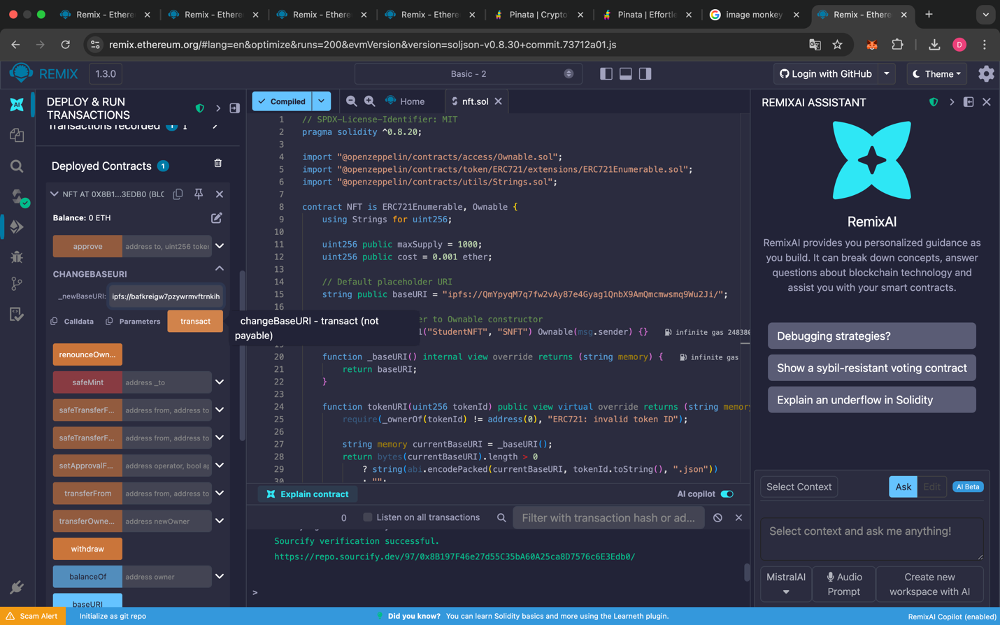 Remix - Ethere
Remix - Ethere
Remix - Ethere
Remix - Ethere
Pinata | Crypto
Pinata | Effortle
image monkey
Remix - Ethere
remix.ethereum.org/#lang=en&optimize&runs=200&evmVersion&version=soljson-v0.8.30+commit.73712a01.js
D
REMIX
1.3.0
Basic - 2
Login with GitHub
Theme
AI
DEPLOY & RUN
TRANSACTIONS
Transactions recorded 1
Deployed Contracts 1
NFT AT 0X8B1...3EDB0 (BLO
Balance: 0 ETH
approve address to, uint256 token
CHANGEBASEURI
_newBaseURI: ipfs://bafkreigw7pzywrmvftrnkih
Calldata Parameters transact
changeBaseURI - transact (not
payable)
renounceOwn...
safeMint address _to
safeTransferF... address from, address to
safeTransferF... address from, address to
setApprovalF... address operator, bool ap
transferFrom address from, address to
transferOwne... address newOwner
withdraw
balanceOf address owner
baseURI
Compiled
Home
nft.sol
1 // SPDX-License-Identifier: MIT
2 pragma solidity ^0.8.20;
3
4 import "@openzeppelin/contracts/access/Ownable.sol";
5 import "@openzeppelin/contracts/token/ERC721/extensions/ERC721Enumerable.sol";
6 import "@openzeppelin/contracts/utils/Strings.sol";
7
8 contract NFT is ERC721Enumerable, Ownable {
9 using Strings for uint256;
10
11 uint256 public maxSupply = 1000;
12 uint256 public cost = 0.001 ether;
13
14 // Default placeholder URI
15 string public baseURI = "ipfs://QmYpyqM7q7fw2vAy87e4Gyag1QnbX9AmQmcmwsmq9Wu2Ji/";
16
er to Ownable constructor
("StudentNFT", "SNFT") Ownable(msg.sender) {} infinite gas 248380
20 function _baseURI() internal view override returns (string memory) { infinite gas
21 return baseURI;
22 }
23
24 function tokenURI(uint256 tokenId) public view virtual override returns (string memory
25 require(_ownerOf(tokenId) != address(0), "ERC721: invalid token ID");
26
27 string memory currentBaseURI = _baseURI();
28 return bytes(currentBaseURI).length > 0
29 ? string(abi.encodePacked(currentBaseURI, tokenId.toString(), ".json"))
30 : "";
Explain contract
AI copilot
0 Listen on all transactions
Filter with transaction hash or ad...
Sourcify verification successful.
https://repo.sourcify.dev/97/0x8B197F46e27d55C35bA60A25ca8D7576c6E3Edb0/
>
REMIXAI ASSISTANT
RemixAI
RemixAI provides you personalized guidance as
you build. It can break down concepts, answer
questions about blockchain technology and
assist you with your smart contracts.
Debugging strategies?
Show a sybil-resistant voting contract
Explain an underflow in Solidity
Select Context
Ask
Edit
AI Beta
Select context and ask me anything!
MistralAI
Audio
Prompt
Create new
workspace with AI
Scam Alert
Initialize as git repo
Did you know? You can learn Solidity basics and more using the Learneth plugin.
RemixAI Copilot (enabled)